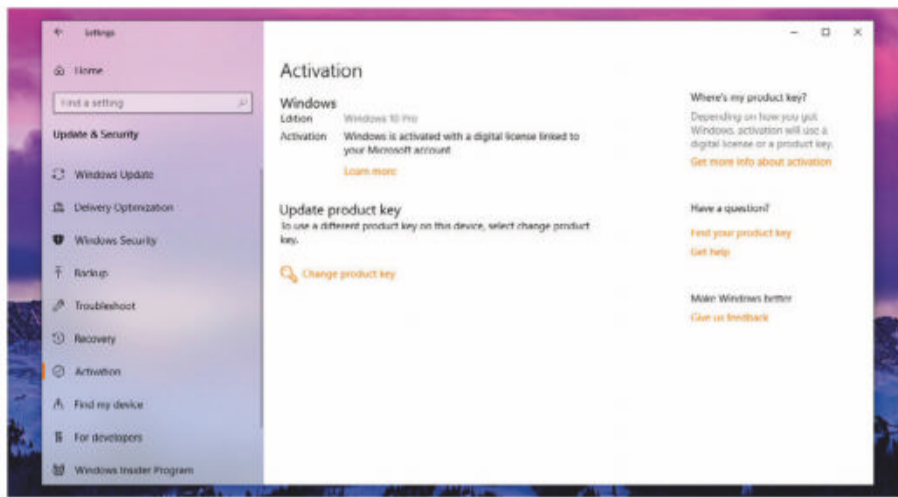 Settings
Home
Find a setting
Update & Security
Windows Update
Delivery Optimization
Windows Security
Backup
Troubleshoot
Recovery
Activation
Find my device
For developers
Windows Insider Program
Activation
Windows
Edition Windows 10 Pro
Activation Windows is activated with a digital license linked to
your Microsoft account
Learn more
Update product key
To use a different product key on this device, select change product
key.
Change product key
Where's my product key?
Depending on how you got
Windows, activation will use a
digital license or a product key.
Get more info about activation
Have a question?
Find your product key
Get help
Make Windows better
Give us feedback